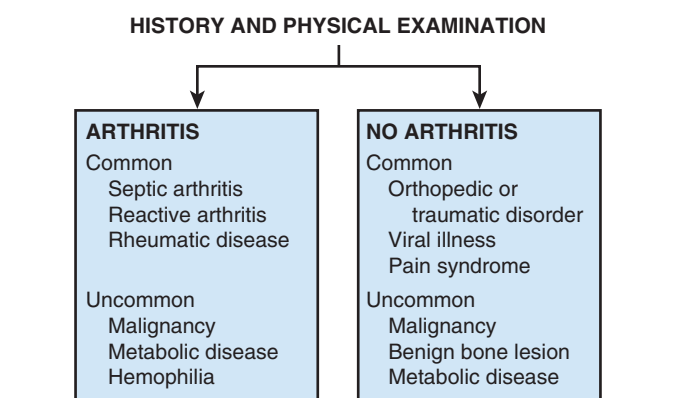 HISTORY AND PHYSICAL EXAMINATION
ARTHRITIS
Common
Septic arthritis
Reactive arthritis
Rheumatic disease
Uncommon
Malignancy
Metabolic disease
Hemophilia
NO ARTHRITIS
Common
Orthopedic or
traumatic disorder
Viral illness
Pain syndrome
Uncommon
Malignancy
Benign bone lesion
Metabolic disease